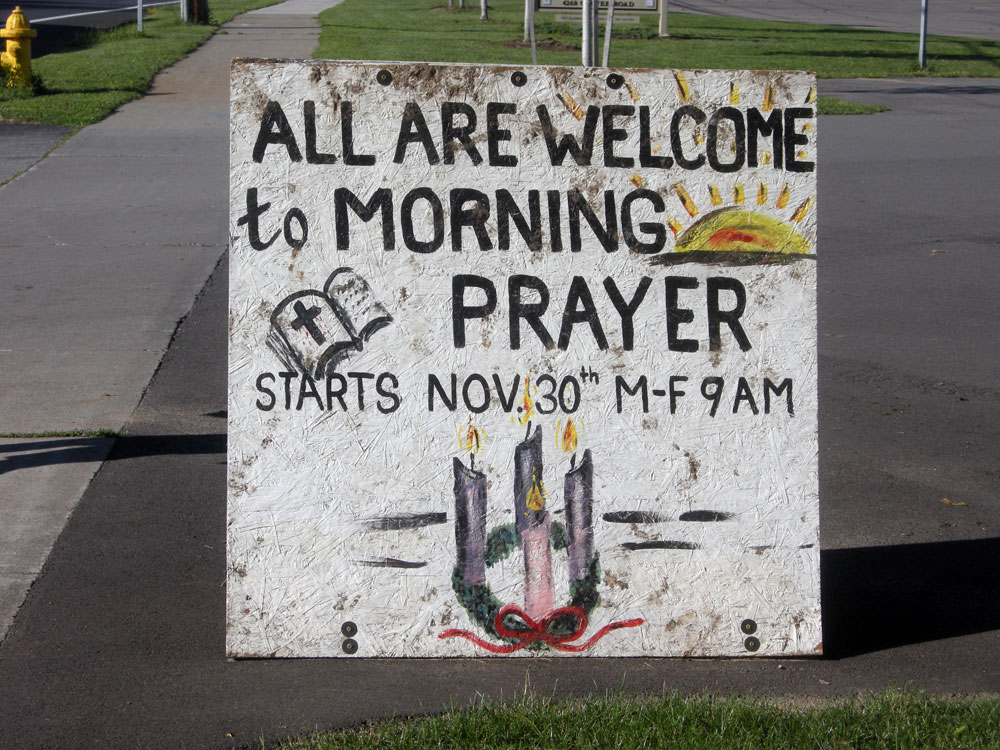 ALL ARE WELCOME
to MORNING
PRAYER
STARTS NOV. 30th M-F 9AM